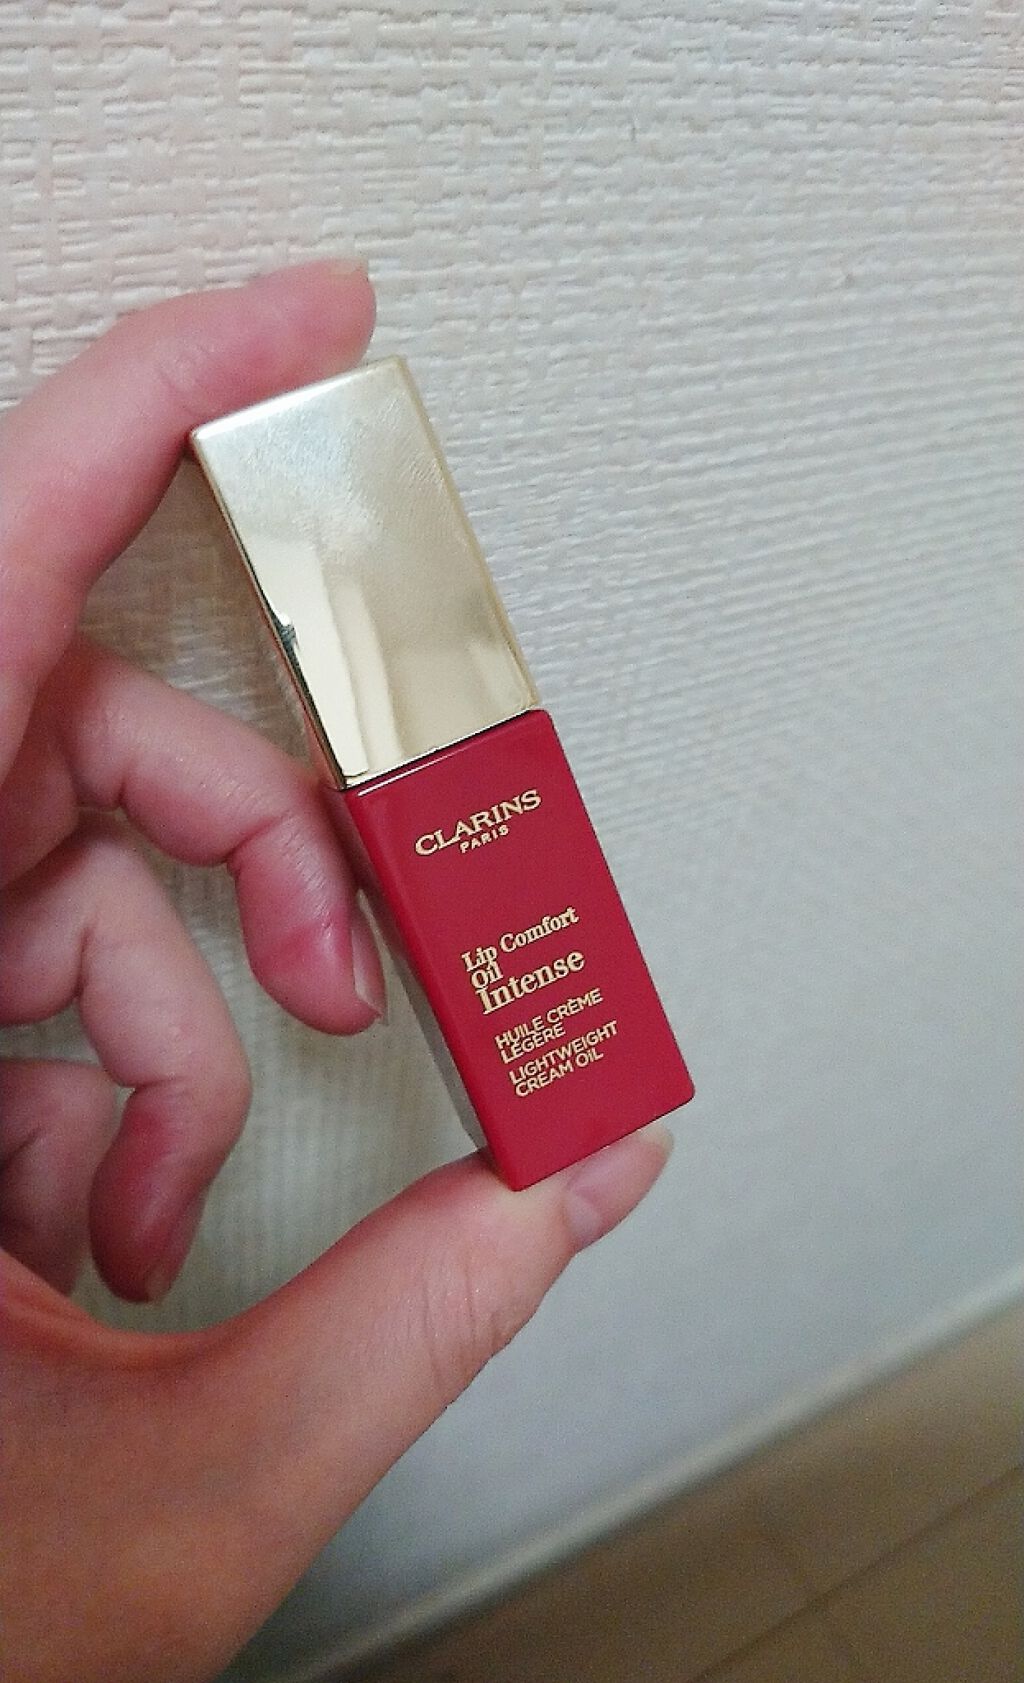 CLARINS
PARIS
Lip Comfort
Oil
Intense
HUILE CRÈME
LÉGÈRE
LIGHTWEIGHT
CREAM OIL